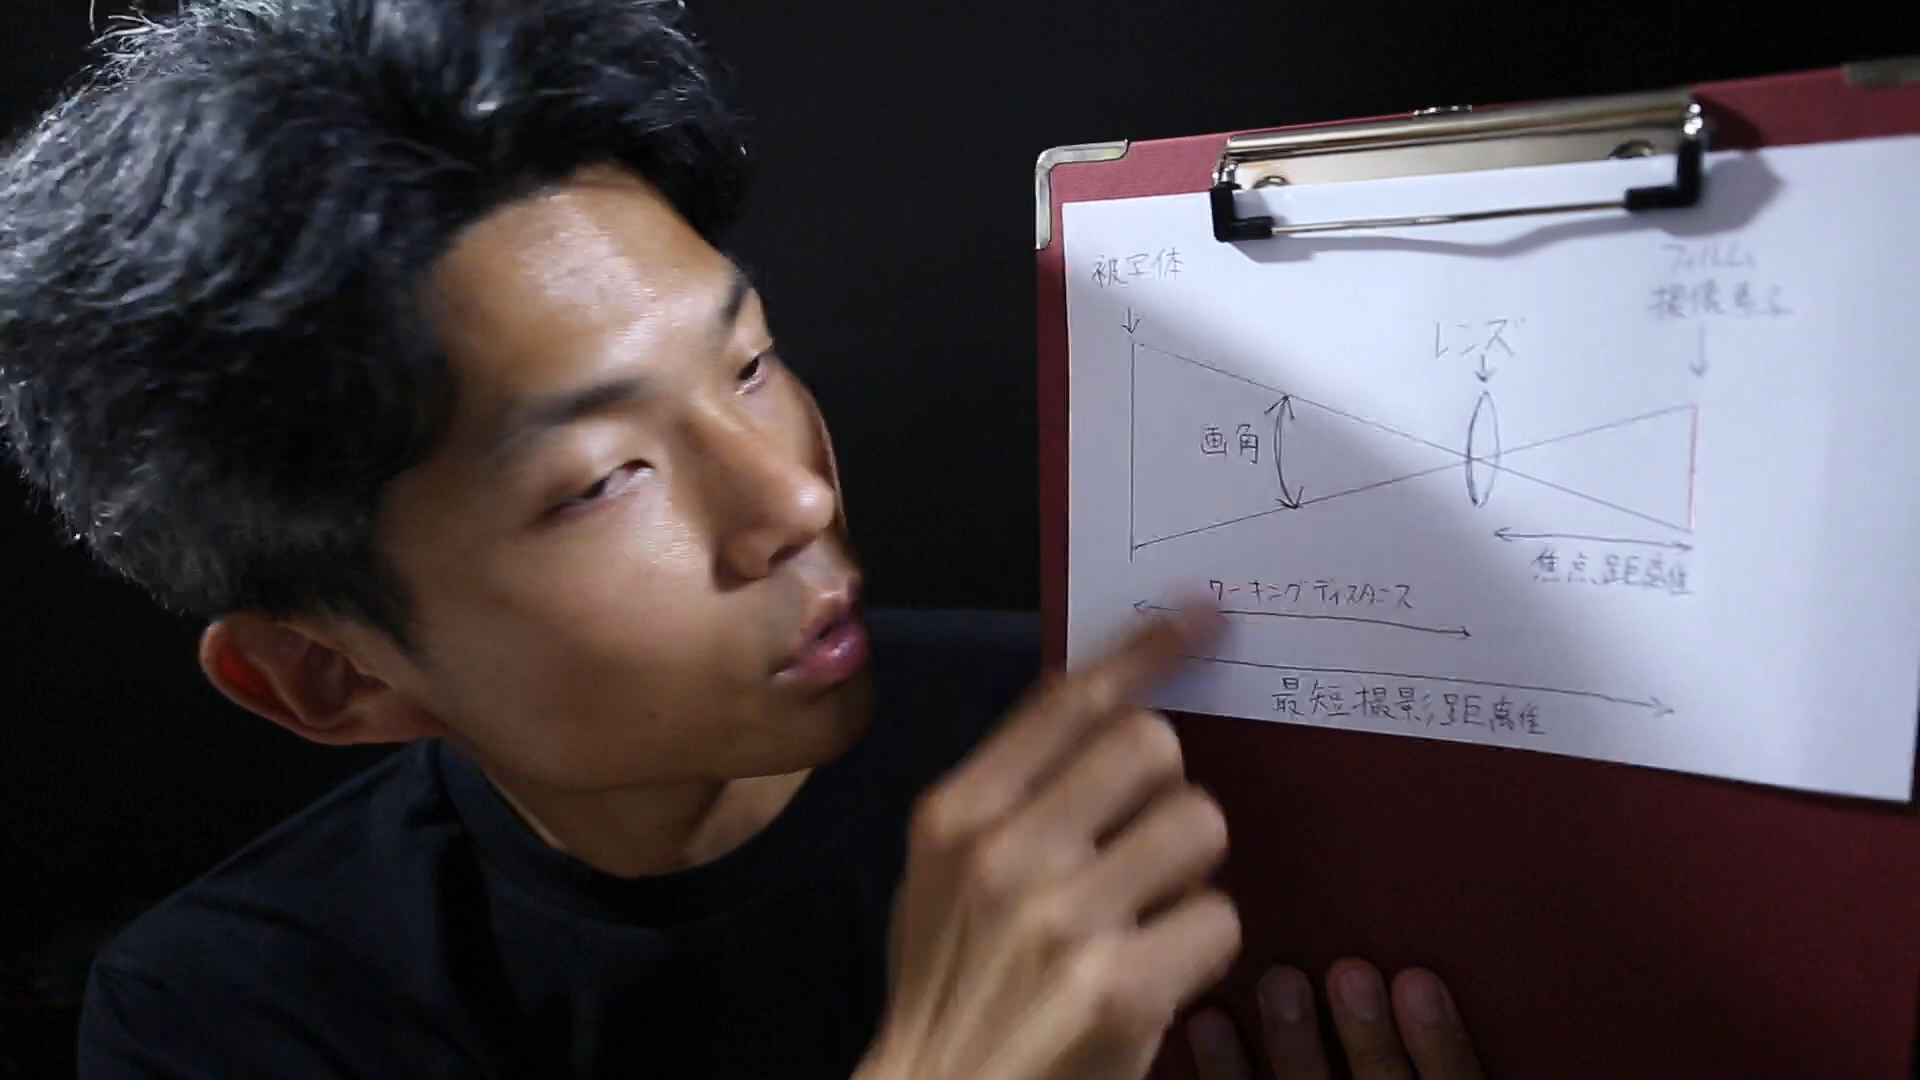 被写体
フィルム
撮像素子
レンズ
画角
焦点距離
ワーキングディスタンス
最短撮影距離